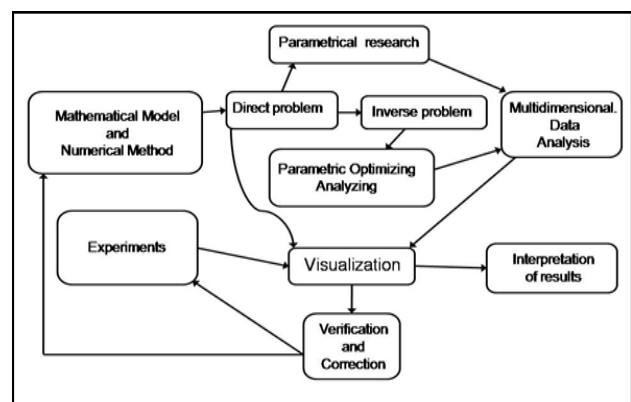 Parametrical research
Mathematical Model
and
Numerical Method
Direct problem
Inverse problem
Multidimensional.
Data
Analysis
Parametric Optimizing
Analyzing
Experiments
Visualization
Interpretation
of results
Verification
and
Correction